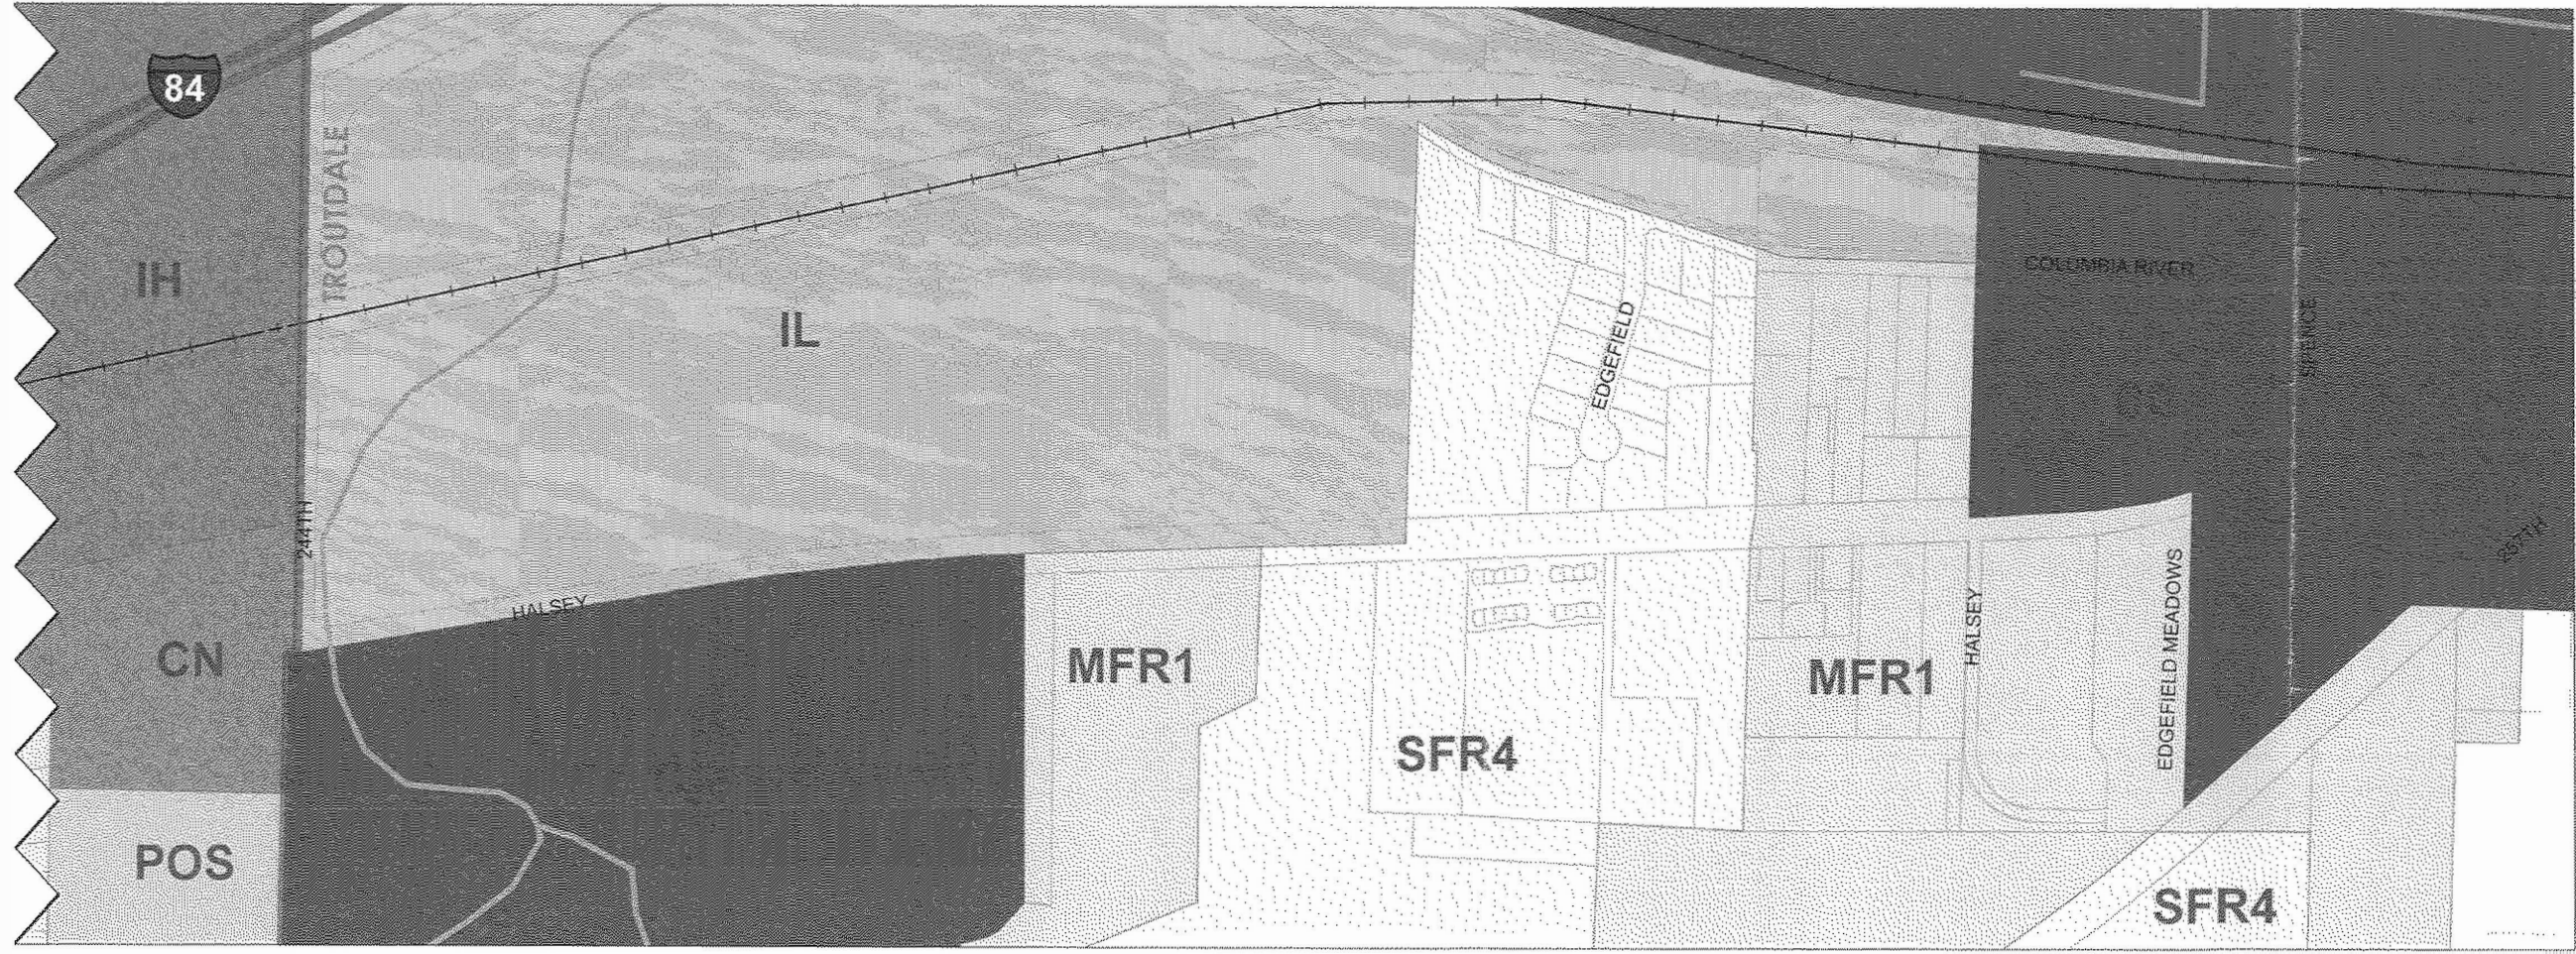 84
TROUTDALE
IH
COLUMBIA RIVER
IL
EDGEFIELD
SPENCE
244TH
257TH
HALSEY
HALSEY
EDGEFIELD MEADOWS
CN
MFR1
MFR1
SFR4
POS
SFR4